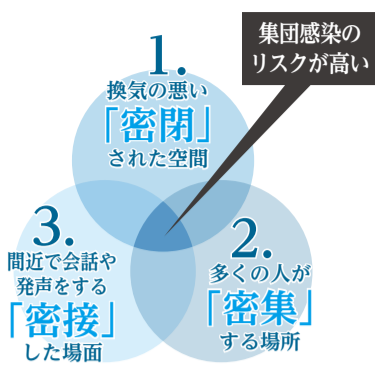 集団感染の
リスクが高い
1.
換気の悪い
「密閉」
された空間
3.
間近で会話や
発声をする
「密接」
した場面
2.
多くの人が
「密集」
する場所